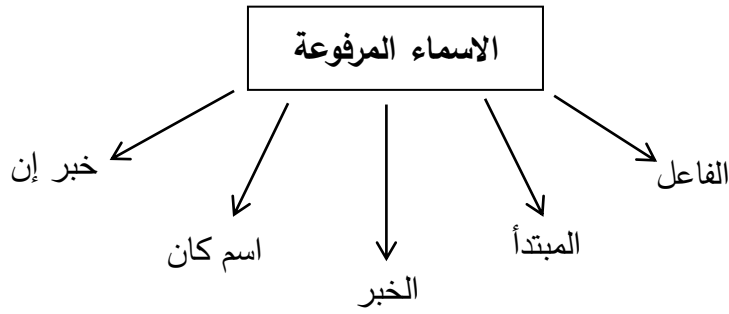 الاسماء المرفوعة
الفاعل
المبتدأ
الخبر
اسم كان
خبر إن